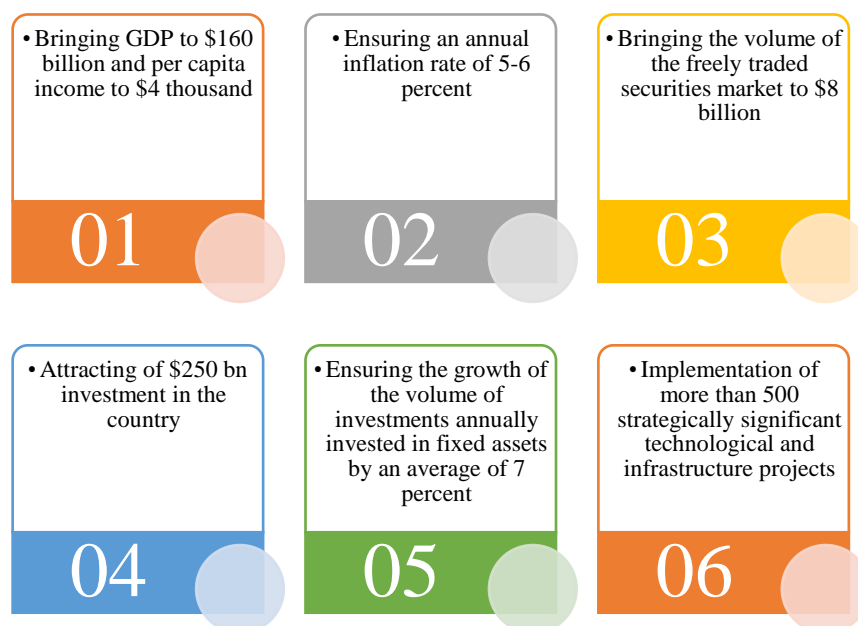 • Bringing GDP to $160
billion and per capita
income to $4 thousand
01
• Ensuring an annual
inflation rate of 5-6
percent
02
• Bringing the volume of
the freely traded
securities market to $8
billion
03
• Attracting of $250 bn
investment in the
country
04
• Ensuring the growth of
the volume of
investments annually
invested in fixed assets
by an average of 7
percent
05
• Implementation of
more than 500
strategically significant
technological and
infrastructure projects
06